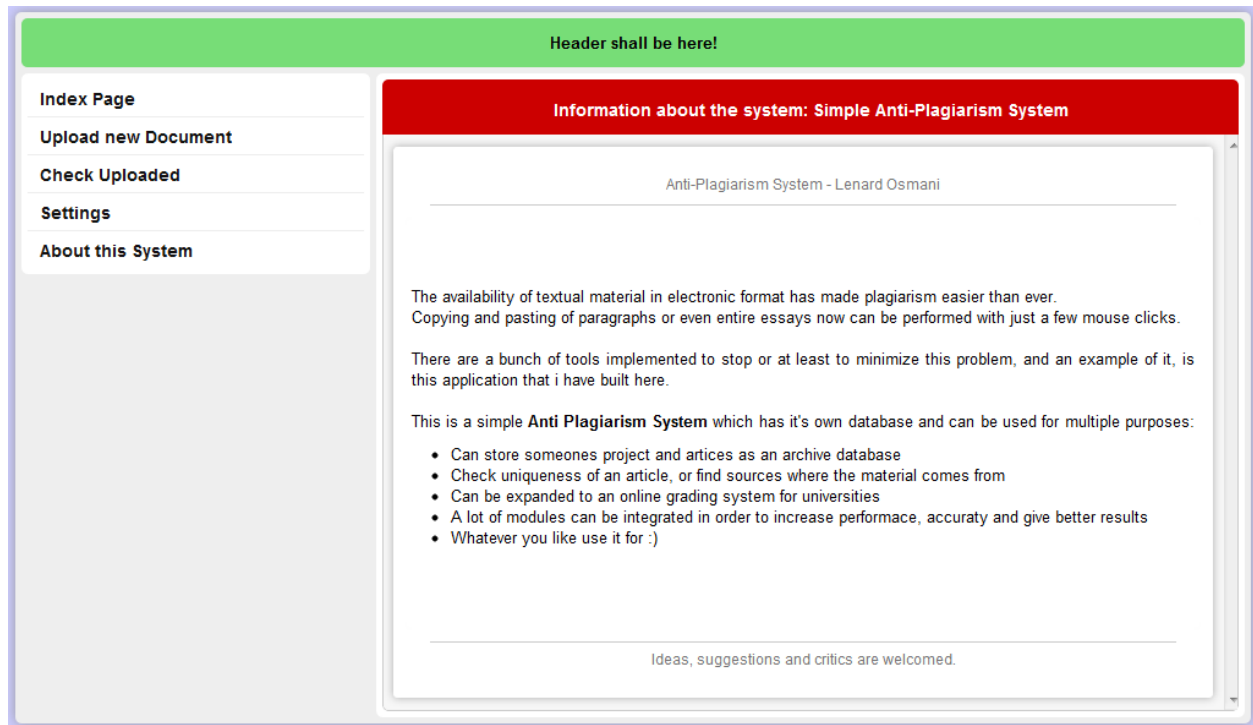 Header shall be here!
Index Page
Upload new Document
Check Uploaded
Settings
About this System
Information about the system: Simple Anti-Plagiarism System
Anti-Plagiarism System - Lenard Osmani
The availability of textual material in electronic format has made plagiarism easier than ever.
Copying and pasting of paragraphs or even entire essays now can be performed with just a few mouse clicks.
There are a bunch of tools implemented to stop or at least to minimize this problem, and an example of it, is
this application that i have built here.
This is a simple Anti Plagiarism System which has it's own database and can be used for multiple purposes:
• Can store someones project and artices as an archive database
• Check uniqueness of an article, or find sources where the material comes from
• Can be expanded to an online grading system for universities
• A lot of modules can be integrated in order to increase performace, accuraty and give better results
• Whatever you like use it for :)
Ideas, suggestions and critics are welcomed.